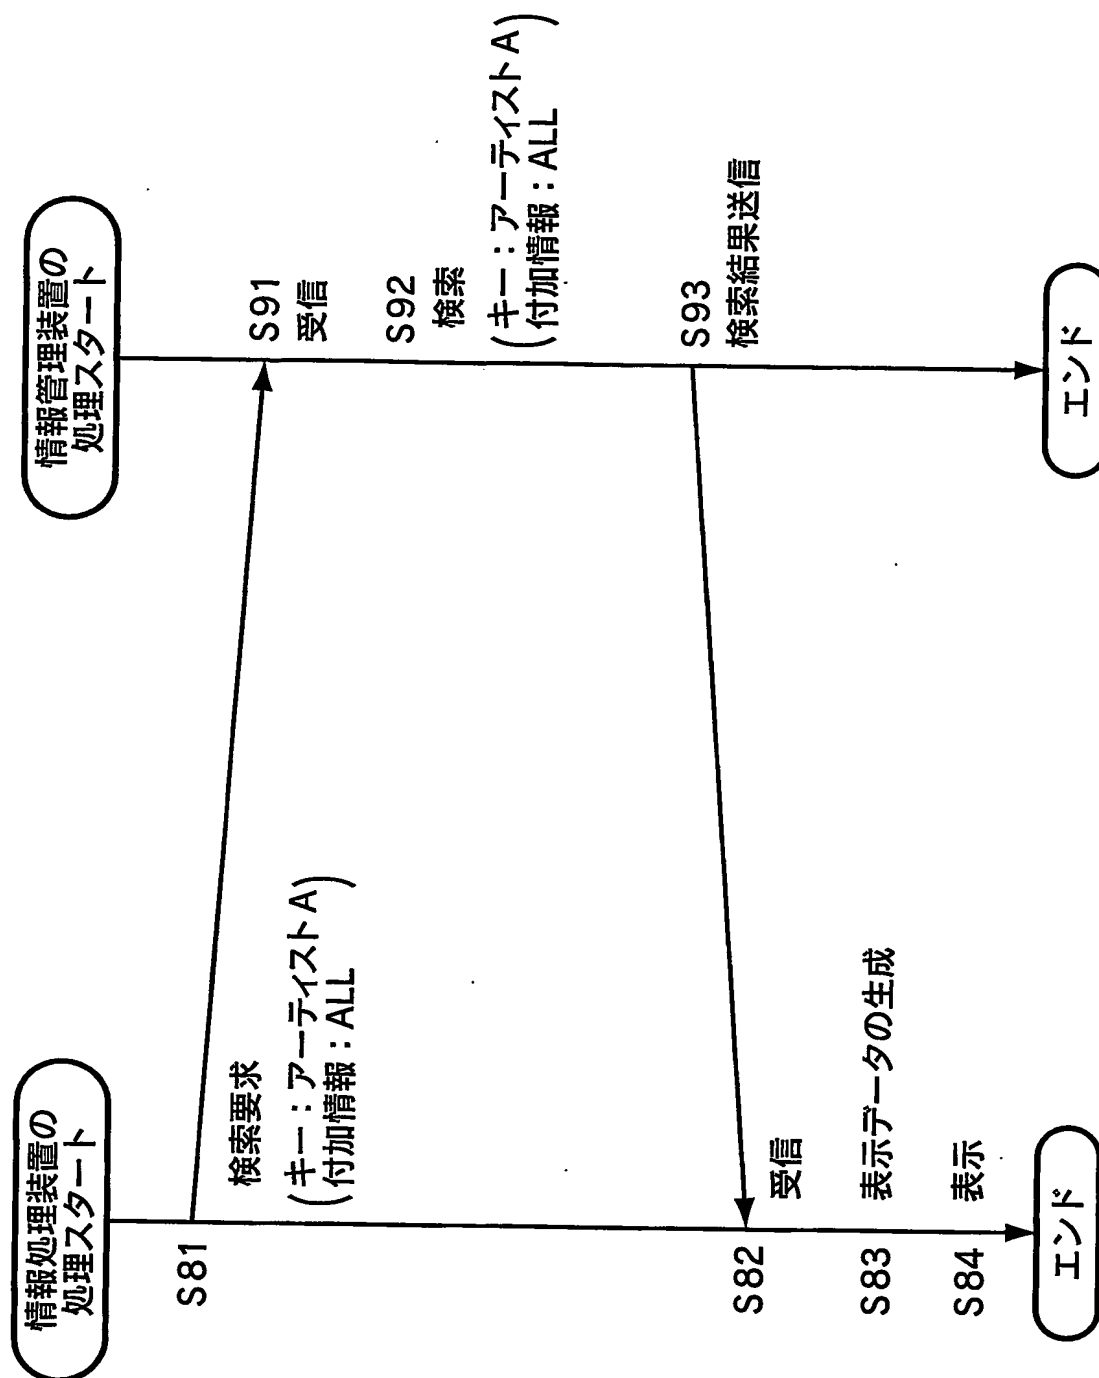 情報処理装置の
処理スタート
S81
検索要求
(キー：アーティストA
付加情報：ALL)
S82
受信
S83
表示データの生成
S84
表示
エンド
情報管理装置の
処理スタート
S91
受信
S92
検索
(キー：アーティストA
付加情報：ALL)
S93
検索結果送信
エンド